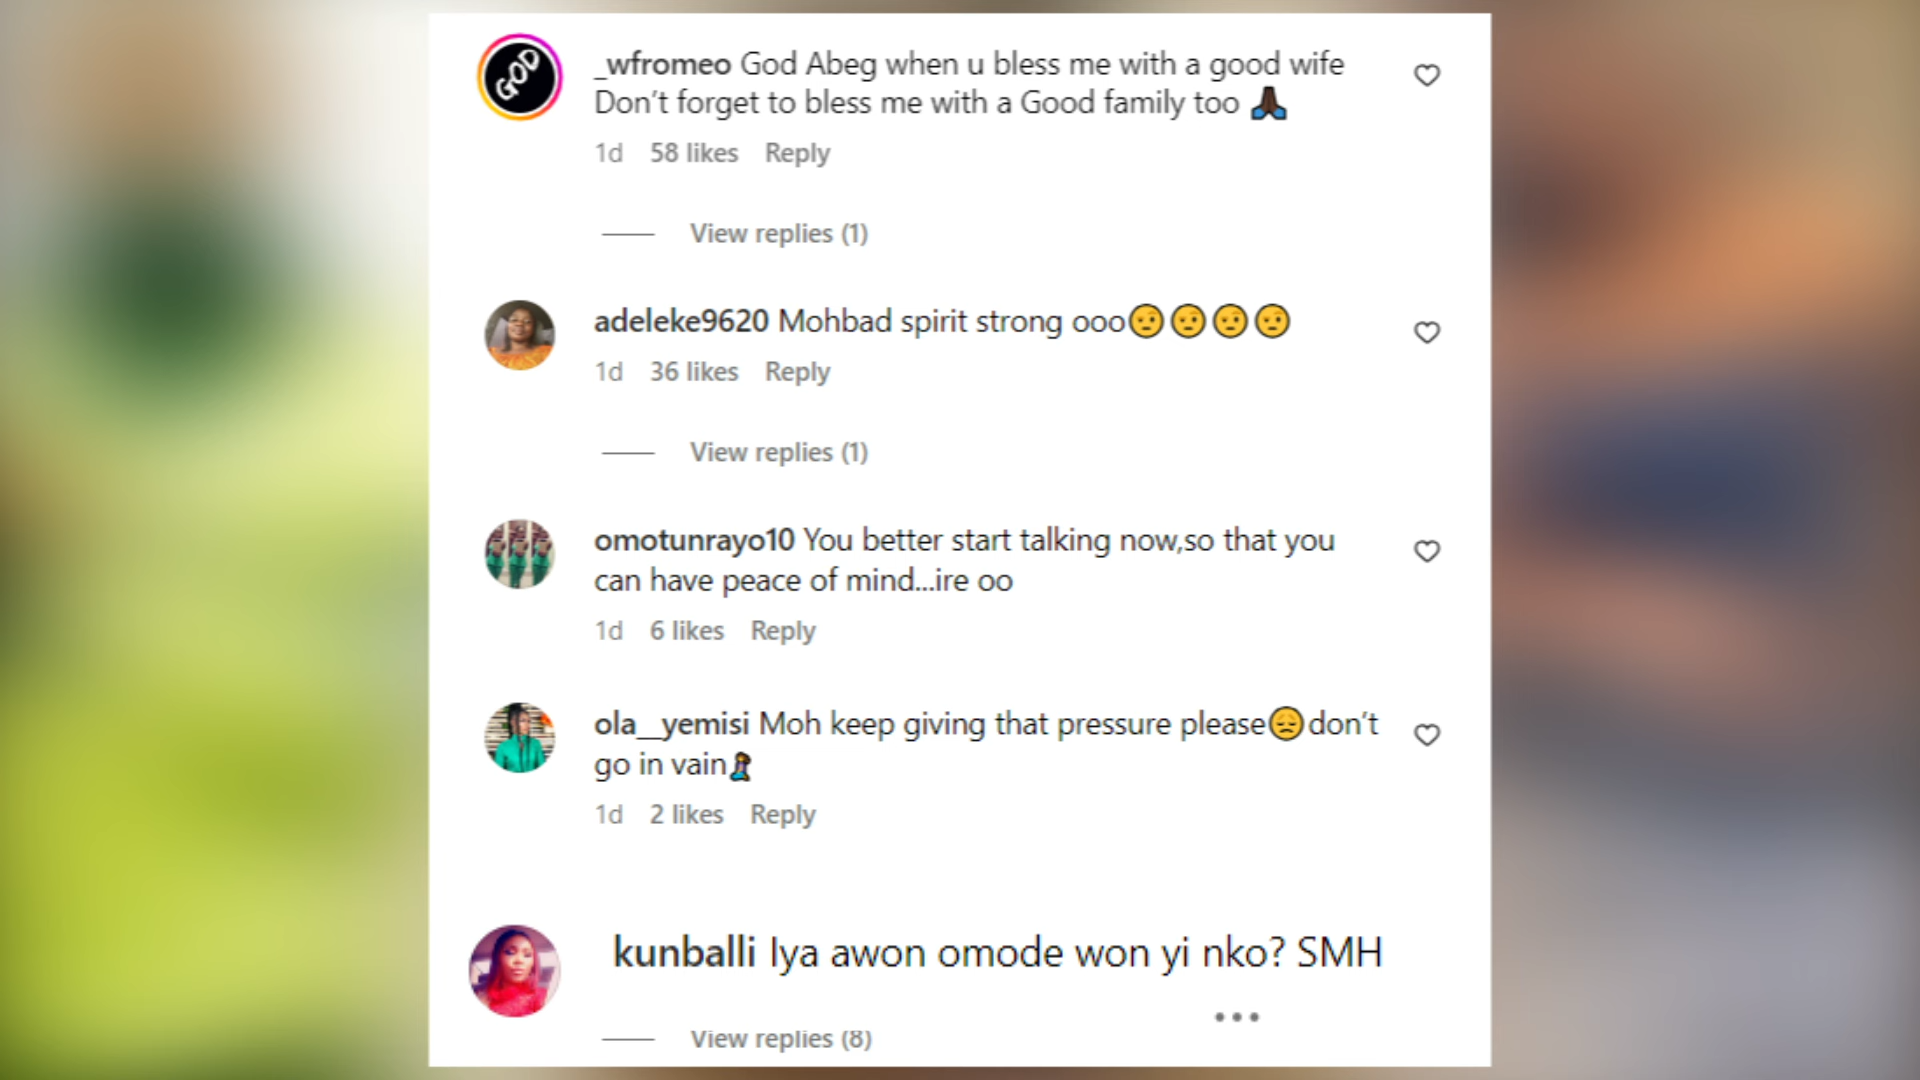 GOD
_wfromeo God Abeg when u bless me with a good wife
Don't forget to bless me with a Good family too 🙏🏿
1d 58 likes Reply
View replies (1)
adeleke9620 Mohbad spirit strong ooo😏😏😏😏
1d 36 likes Reply
View replies (1)
omotunrayo10 You better start talking now,so that you
can have peace of mind...ire oo
1d 6 likes Reply
ola__yemisi Moh keep giving that pressure please😞don't
go in vain🧎‍♀️
1d 2 likes Reply
kunballi Iya awon omode won yi nko? SMH
•••
View replies (8)